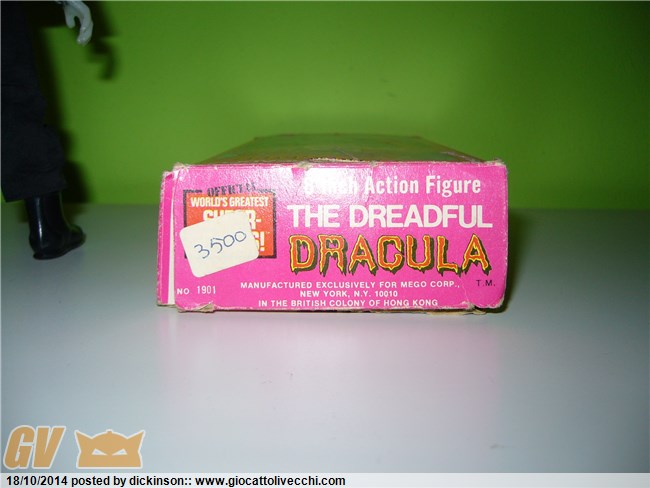 OFFICIAL
WORLD'S GREATEST
SUPER-
3500
NO 1901
Inch Action Figure
THE DREADFUL
DRACULA
T.M.
MANUFACTURED EXCLUSIVELY FOR MEGO CORP.,
NEW YORK, N.Y. 10010
IN THE BRITISH COLONY OF HONG KONG
GV
18/10/2014 posted by dickinson:: www.giocattolivecchi.com